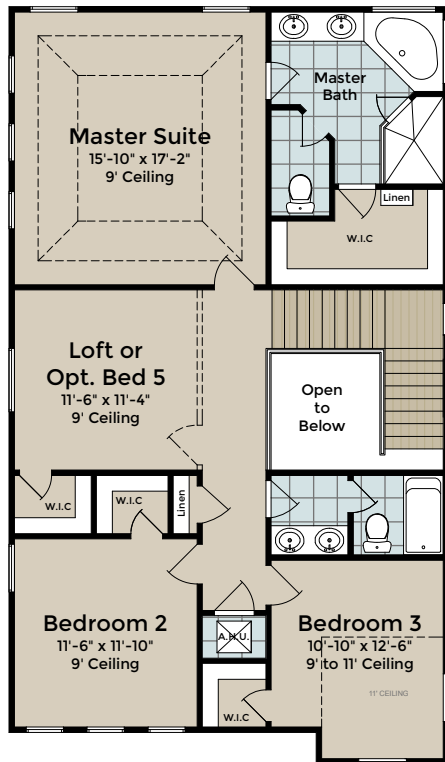 Master Suite
15'-10" x 17'-2"
9' Ceiling
Master
Bath
Linen
W.I.C
Loft or
Opt. Bed 5
11'-6" x 11'-4"
9' Ceiling
Open
to
Below
W.I.C
W.I.C
Linen
Bedroom 2
11'-6" x 11'-10"
9' Ceiling
A.H.U.
W.I.C
Bedroom 3
10'-10" x 12'-6"
9' to 11' Ceiling
11' CEILING